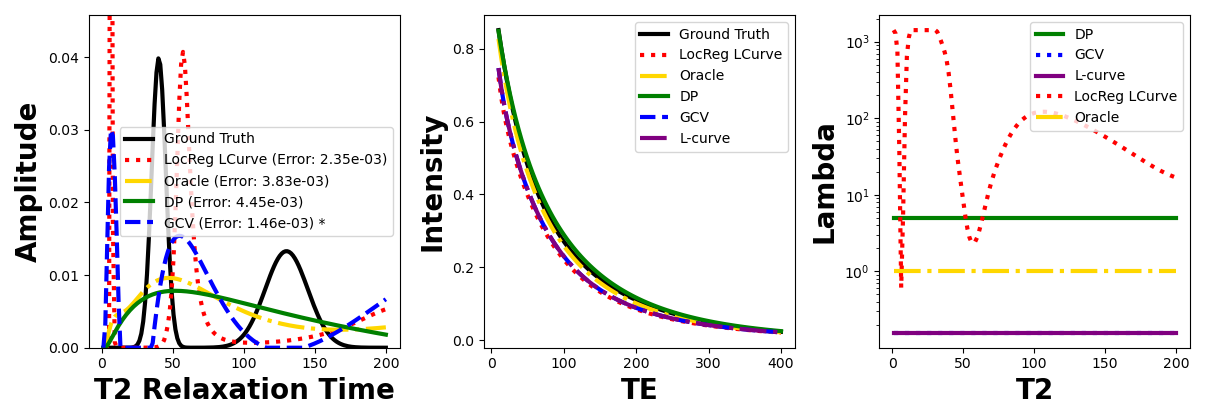 Amplitude
0.04
0.03
0.02
0.01
0.00
0
50
100
150
200
T2 Relaxation Time
Ground Truth
LocReg LCurve (Error: 2.35e-03)
Oracle (Error: 3.83e-03)
DP (Error: 4.45e-03)
GCV (Error: 1.46e-03) *
Intensity
0.8
0.6
0.4
0.2
0.0
0
100
200
300
400
TE
Ground Truth
LocReg LCurve
Oracle
DP
GCV
L-curve
Lambda
10³
10²
10¹
10⁰
0
50
100
150
200
T2
DP
GCV
L-curve
LocReg LCurve
Oracle